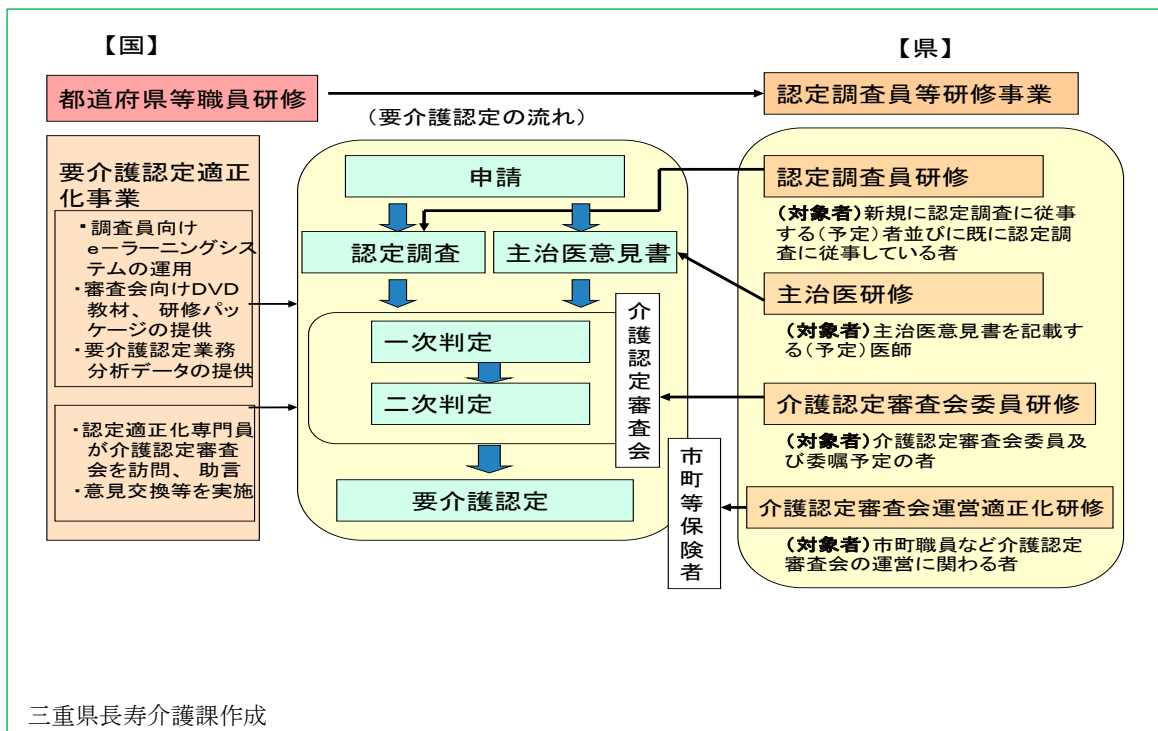 【国】
【県】
都道府県等職員研修
認定調査員等研修事業
(要介護認定の流れ)
要介護認定適正
化事業
・調査員向け
e－ラーニングシス
テムの運用
・審査会向けDVD
教材、研修パッ
ケージの提供
・要介護認定業務
分析データの提供
・認定適正化専門員
が介護認定審査
会を訪問、助言
・意見交換等を実施
申請
認定調査
主治医意見書
一次判定
二次判定
要介護認定
介護認定審査会
市町等保険者
認定調査員研修
(対象者)新規に認定調査に従事
する(予定)者並びに既に認定調
査に従事している者
主治医研修
(対象者)主治医意見書を記載す
る(予定)医師
介護認定審査会委員研修
(対象者)介護認定審査会委員及
び委嘱予定の者
介護認定審査会運営適正化研修
(対象者)市町職員など介護認定
審査会の運営に関わる者
三重県長寿介護課作成